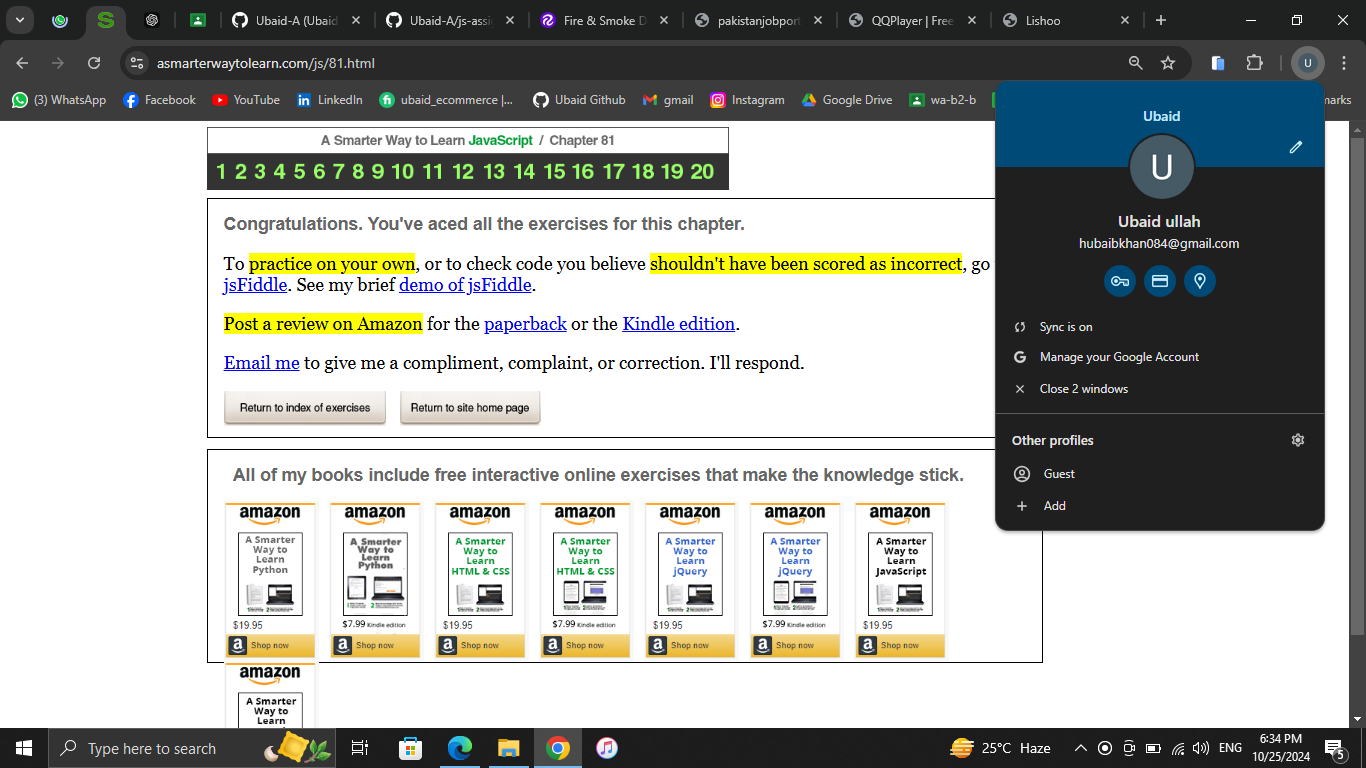 Ubaid-A (Ubaid
Ubaid-A/js-assi
Fire & Smoke D
pakistanjobport
QQPlayer | Free
Lishoo
asmarterwaytolearn.com/js/81.html
U
(3) WhatsApp
Facebook
YouTube
LinkedIn
ubaid_ecommerce |...
Ubaid Github
gmail
Instagram
Google Drive
wa-b2-b
marks
A Smarter Way to Learn JavaScript / Chapter 81
1 2 3 4 5 6 7 8 9 10 11 12 13 14 15 16 17 18 19 20
Congratulations. You've aced all the exercises for this chapter.
To practice on your own, or to check code you believe shouldn't have been scored as incorrect, go
jsFiddle. See my brief demo of jsFiddle.
Post a review on Amazon for the paperback or the Kindle edition.
Email me to give me a compliment, complaint, or correction. I'll respond.
Return to index of exercises
Return to site home page
All of my books include free interactive online exercises that make the knowledge stick.
amazon
A Smarter
Way to
Learn
Python
$19.95
a Shop now
amazon
A Smarter
Way to
Learn
Python
$7.99 Kindle edition
a Shop now
amazon
A Smarter
Way to
Learn
HTML & CSS
$19.95
a Shop now
amazon
A Smarter
Way to
Learn
HTML & CSS
$7.99 Kindle edition
a Shop now
amazon
A Smarter
Way to
Learn
jQuery
$19.95
a Shop now
amazon
A Smarter
Way to
Learn
jQuery
$7.99 Kindle edition
a Shop now
amazon
A Smarter
Way to
Learn
JavaScript
$19.95
a Shop now
amazon
A Smarter
Way to
Learn
Ubaid
U
Ubaid ullah
hubaibkhan084@gmail.com
Sync is on
Manage your Google Account
Close 2 windows
Other profiles
Guest
Add
Type here to search
25°C Haze
ENG
6:34 PM
10/25/2024
5